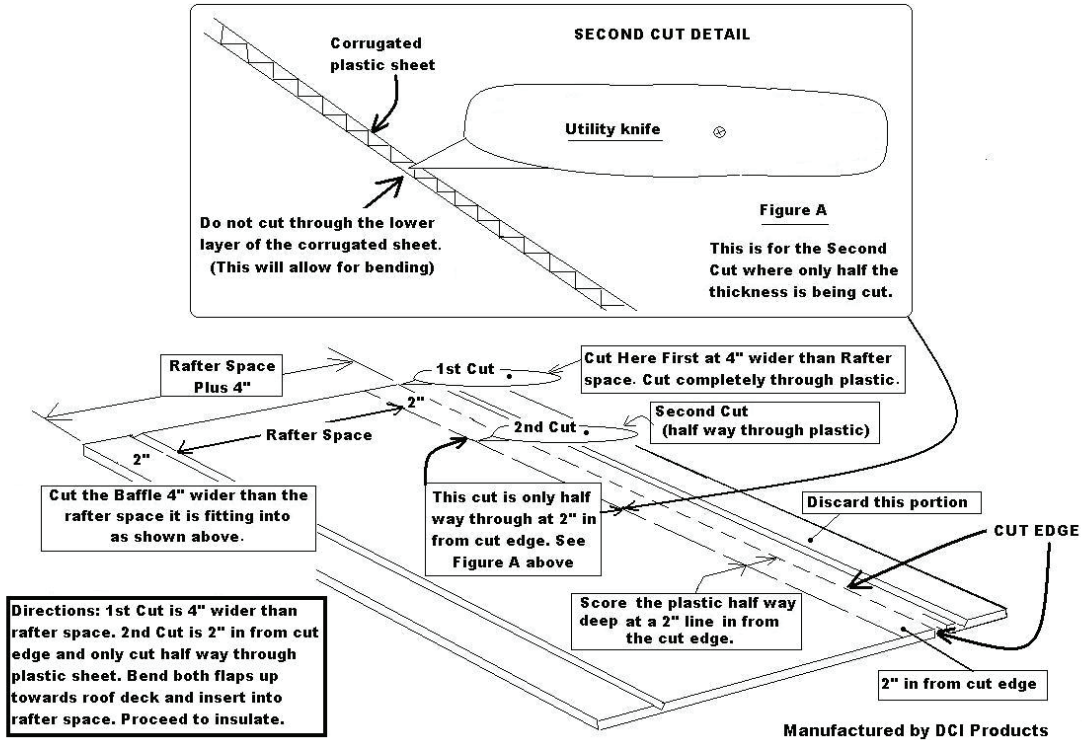 SECOND CUT DETAIL
Corrugated
plastic sheet
Utility knife
Do not cut through the lower
layer of the corrugated sheet.
(This will allow for bending)
Figure A
This is for the Second
Cut where only half the
thickness is being cut.
Rafter Space
Plus 4"
1st Cut
Cut Here First at 4" wider than Rafter
space. Cut completely through plastic.
2"
Rafter Space
2nd Cut
Second Cut
(half way through plastic)
2"
Cut the Baffle 4" wider than the
rafter space it is fitting into
as shown above.
This cut is only half
way through at 2" in
from cut edge. See
Figure A above
Discard this portion
CUT EDGE
Score the plastic half way
deep at a 2" line in from
the cut edge.
Directions: 1st Cut is 4" wider than
rafter space. 2nd Cut is 2" in from cut
edge and only cut half way through
plastic sheet. Bend both flaps up
towards roof deck and insert into
rafter space. Proceed to insulate.
2" in from cut edge
Manufactured by DCI Products